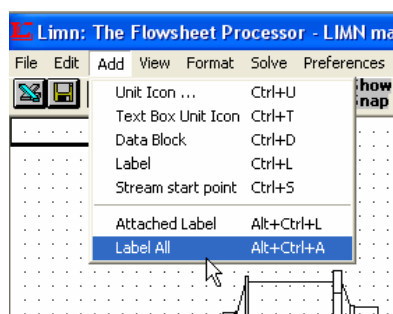 Limn: The Flowsheet Processor - LIMN ma
File Edit Add View Format Solve Preferences
how
nap
Unit Icon ... Ctrl+U
Text Box Unit Icon Ctrl+T
Data Block Ctrl+D
Label Ctrl+L
Stream start point Ctrl+S
Attached Label Alt+Ctrl+L
Label All Alt+Ctrl+A